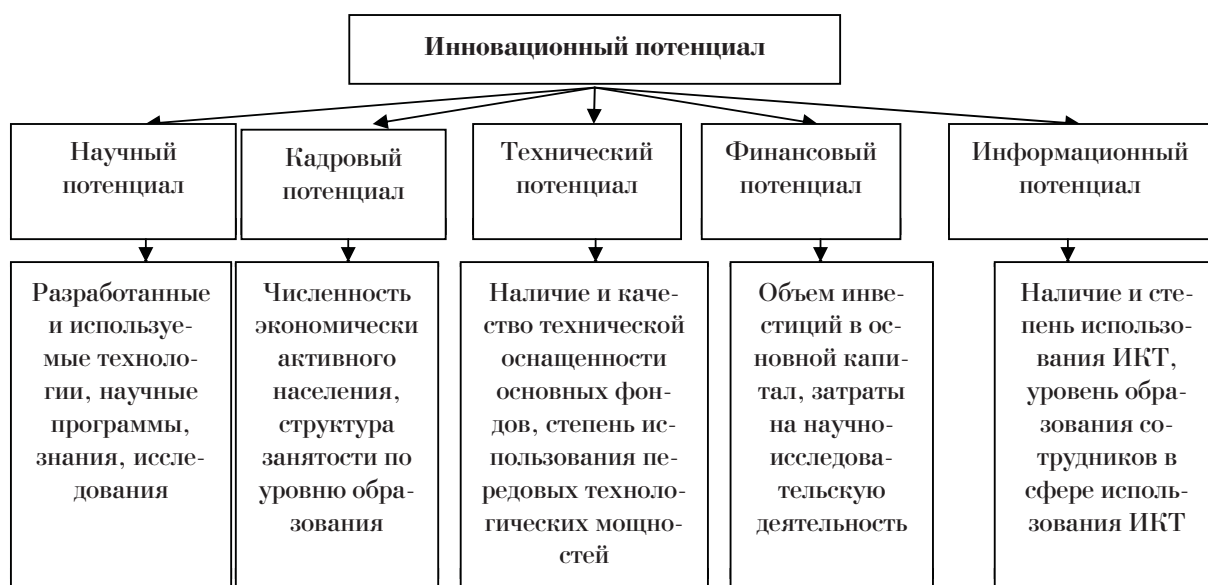 Инновационный потенциал
Научный
потенциал
Кадровый
потенциал
Технический
потенциал
Финансовый
потенциал
Информационный
потенциал
Разработанные
и используе-
мые техноло-
гии, научные
программы,
знания, иссле-
дования
Численность
экономически
активного
населения,
структура
занятости по
уровню обра-
зования
Наличие и каче-
ство технической
оснащенности
основных фон-
дов, степень ис-
пользования пе-
редовых техноло-
гических мощно-
стей
Объем инве-
стиций в ос-
новной капи-
тал, затраты
на научно-
исследова-
тельскую
деятельность
Наличие и сте-
пень использо-
вания ИКТ,
уровень обра-
зования со-
трудников в
сфере исполь-
зования ИКТ